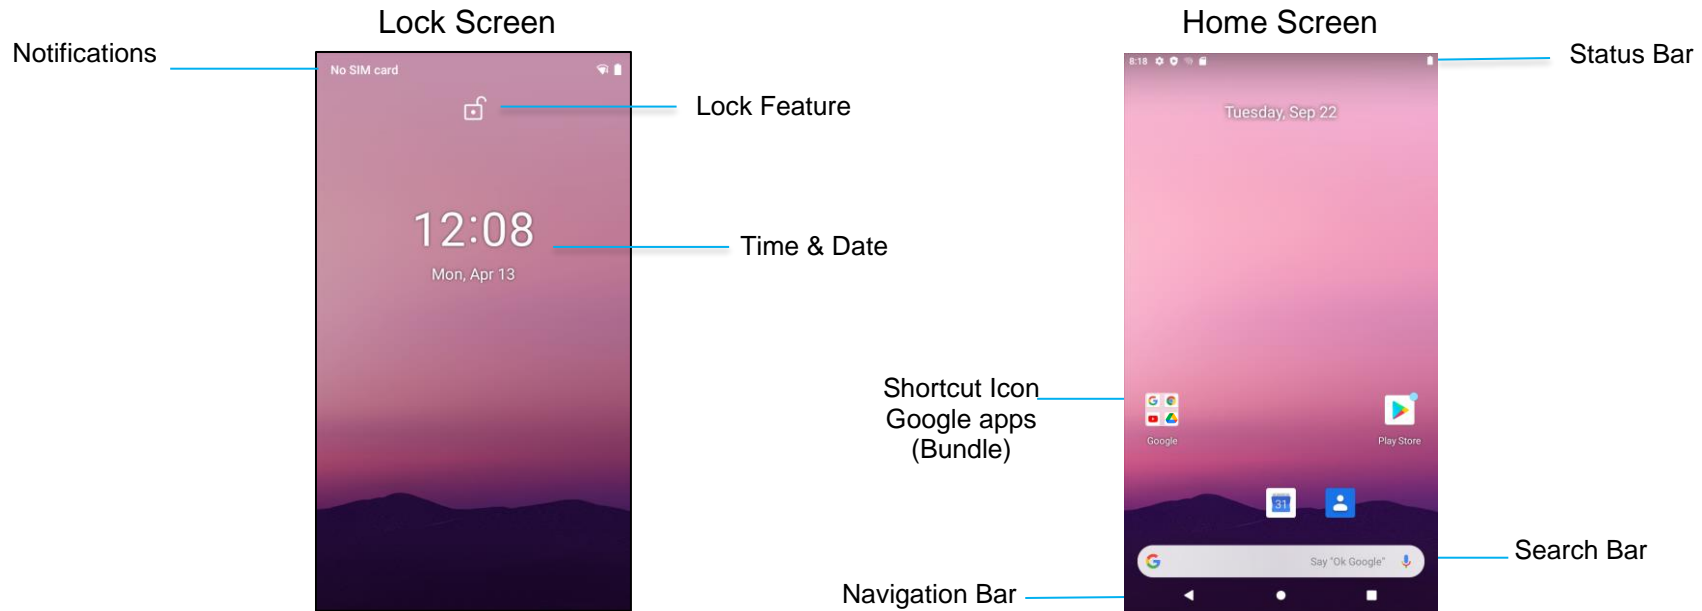 Lock Screen
Notifications
No SIM card
Lock Feature
12:08
Time & Date
Mon, Apr 13
Home Screen
8:18
Status Bar
Tuesday, Sep 22
Shortcut Icon
Google apps
(Bundle)
Google
Play Store
31
Say "Ok Google"
Search Bar
Navigation Bar